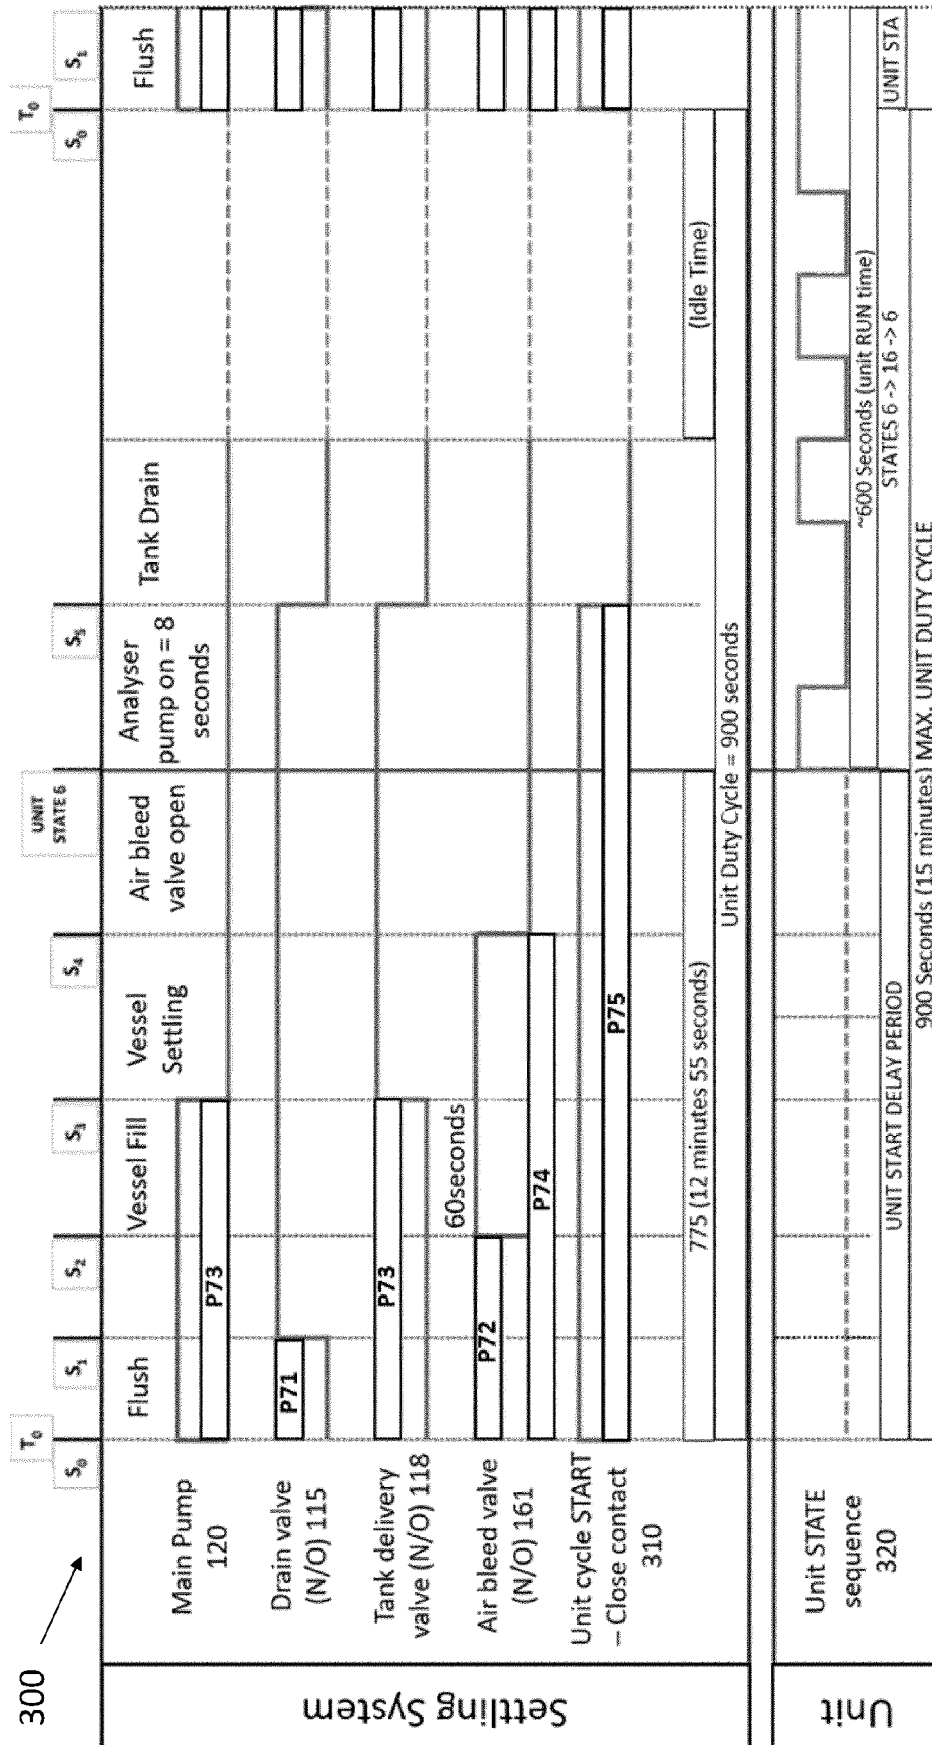 300
T₀
T₀
S₀
S₁
S₂
S₃
S₄
UNIT
STATE 6
S₅
S₀
S₁
Flush
Vessel Fill
Vessel
Settling
Air bleed
valve open
Analyser
pump on = 8
seconds
Tank Drain
Flush
Settling System
Main Pump
120
P73
Drain valve
(N/O) 115
P71
Tank delivery
valve (N/O) 118
P73
Air bleed valve
(N/O) 161
P72
60seconds
P74
Unit cycle START
– Close contact
310
P75
775 (12 minutes 55 seconds)
(Idle Time)
Unit Duty Cycle = 900 seconds
Unit
Unit STATE
sequence
320
~600 Seconds (unit RUN time)
UNIT START DELAY PERIOD
STATES 6 -> 16 -> 6
UNIT STA
900 Seconds (15 minutes) MAX. UNIT DUTY CYCLE